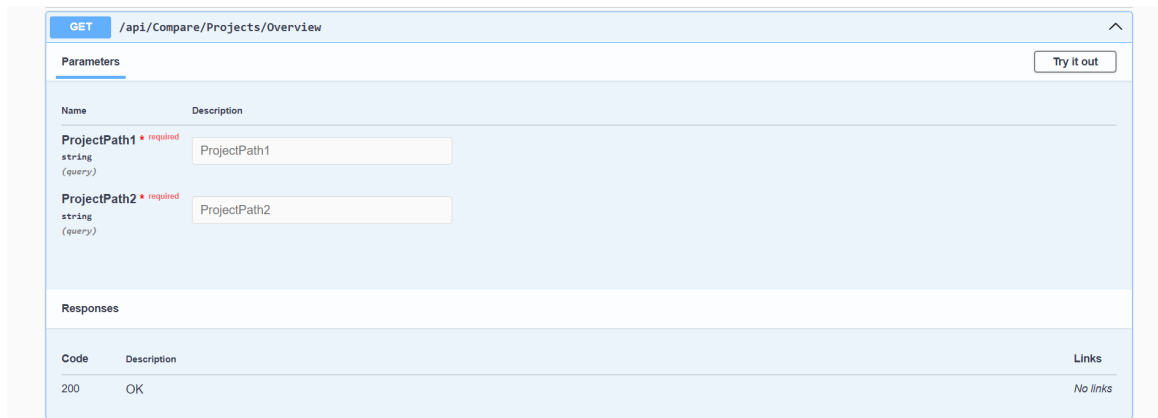 GET /api/Compare/Projects/Overview
Parameters Try it out
Name Description
ProjectPath1 * required ProjectPath1
string
(query)
ProjectPath2 * required ProjectPath2
string
(query)
Responses
Code Description Links
200 OK No links